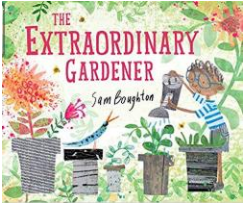 THE
EXTRAORDINARY
GARDENER
Sam Boughton